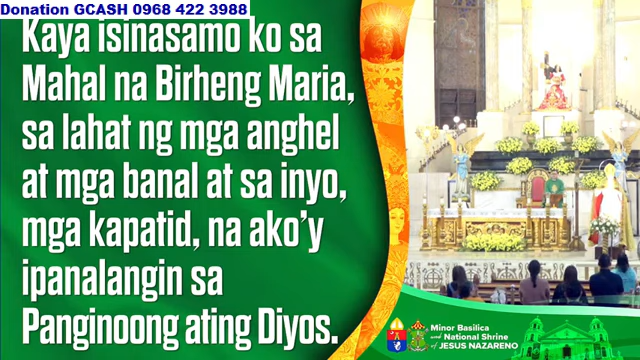 Donation GCASH 0968 422 3988
Kaya isinasamo ko sa
Mahal na Birheng Maria,
sa lahat ng mga anghel
at mga banal at sa inyo,
mga kapatid, na ako'y
ipanalangin sa
Panginoong ating Diyos.
Minor Basilica
and National Shrine
of JESUS NAZARENO